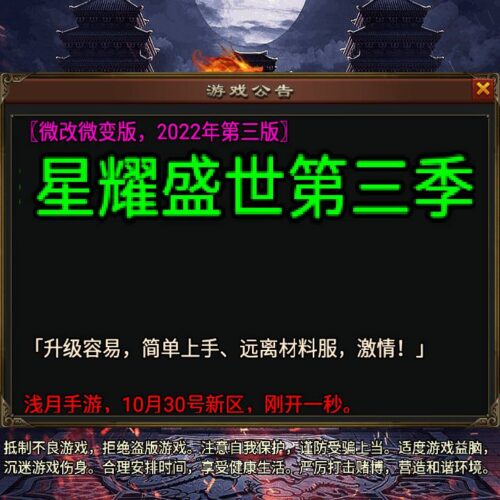 游戏公告
〖微改微变版，2022年第三版〗
星耀盛世第三季
「升级容易，简单上手、远离材料服，激情！」
浅月手游，10月30号新区，刚开一秒。
抵制不良游戏，拒绝盗版游戏。注意自我保护，谨防受骗上当。适度游戏益脑，
沉迷游戏伤身。合理安排时间，享受健康生活。严厉打击赌博，营造和谐环境。